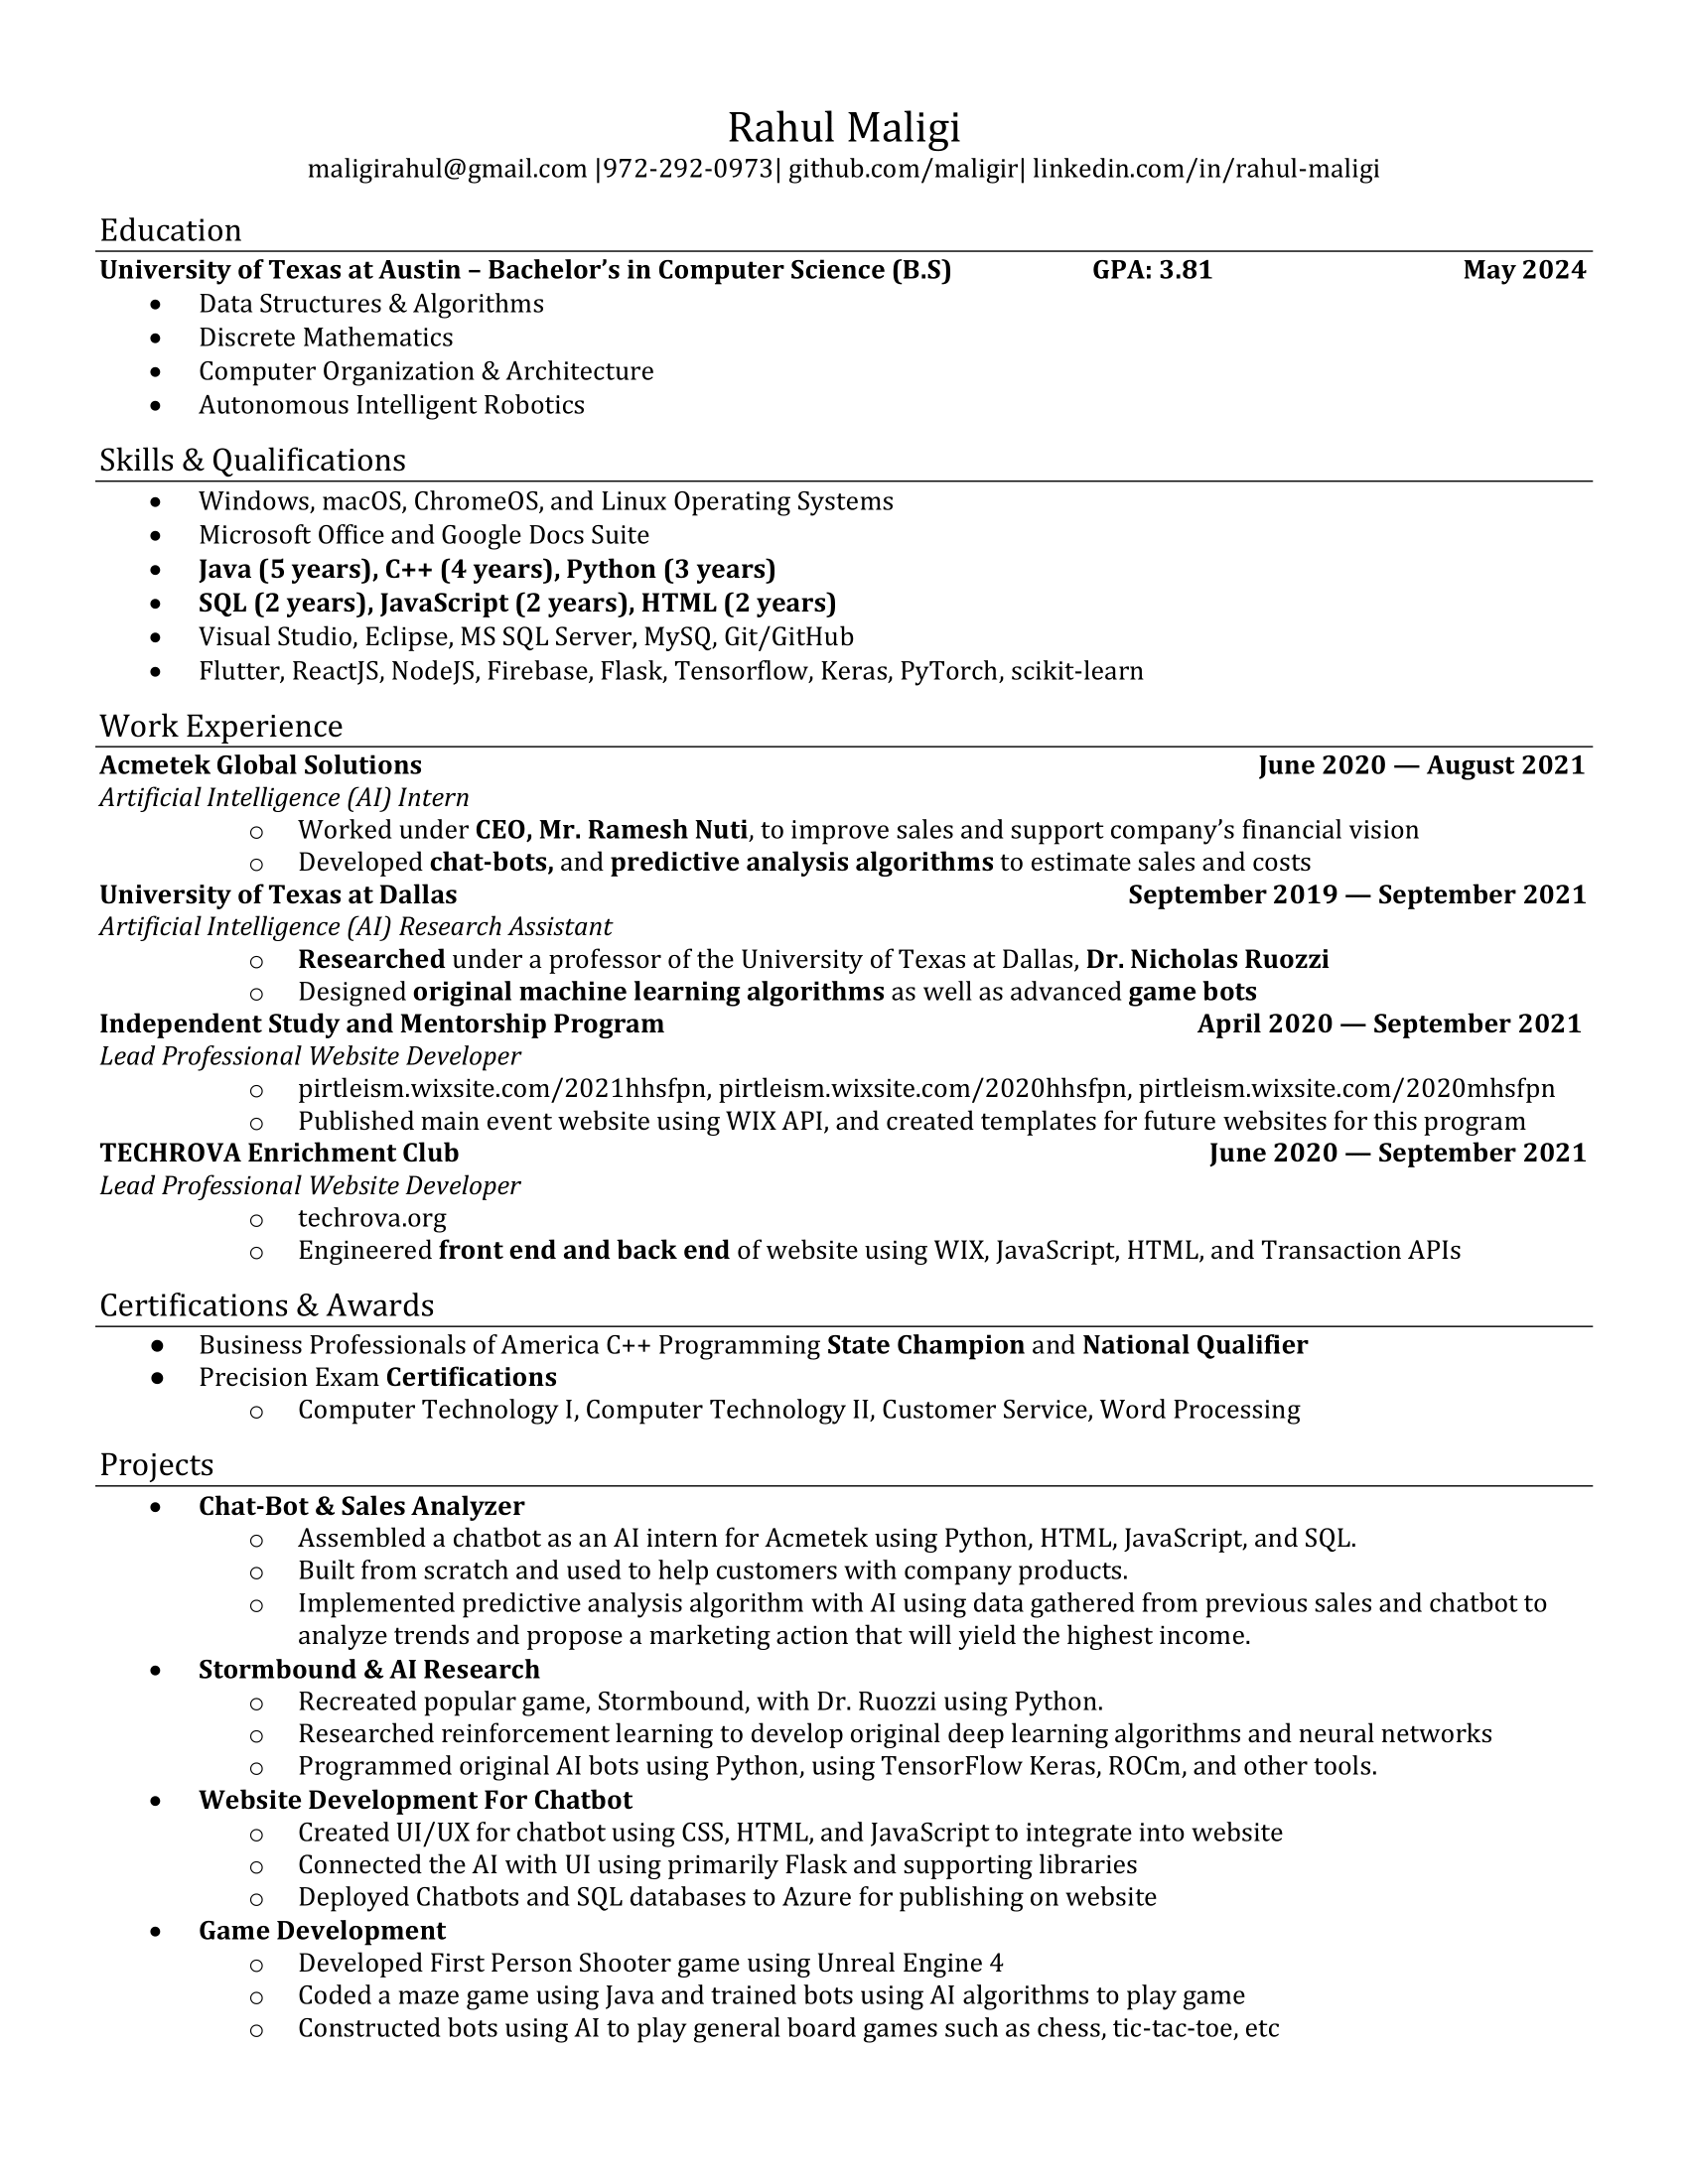 Rahul Maligi
maligirahul@gmail.com |972-292-0973| github.com/maligir| linkedin.com/in/rahul-maligi
Education
University of Texas at Austin – Bachelor’s in Computer Science (B.S) GPA: 3.81 May 2024
• Data Structures & Algorithms
• Discrete Mathematics
• Computer Organization & Architecture
• Autonomous Intelligent Robotics
Skills & Qualifications
• Windows, macOS, ChromeOS, and Linux Operating Systems
• Microsoft Office and Google Docs Suite
• Java (5 years), C++ (4 years), Python (3 years)
• SQL (2 years), JavaScript (2 years), HTML (2 years)
• Visual Studio, Eclipse, MS SQL Server, MySQ, Git/GitHub
• Flutter, ReactJS, NodeJS, Firebase, Flask, Tensorflow, Keras, PyTorch, scikit-learn
Work Experience
Acmetek Global Solutions June 2020 — August 2021
Artificial Intelligence (AI) Intern
o Worked under CEO, Mr. Ramesh Nuti, to improve sales and support company’s financial vision
o Developed chat-bots, and predictive analysis algorithms to estimate sales and costs
University of Texas at Dallas September 2019 — September 2021
Artificial Intelligence (AI) Research Assistant
o Researched under a professor of the University of Texas at Dallas, Dr. Nicholas Ruozzi
o Designed original machine learning algorithms as well as advanced game bots
Independent Study and Mentorship Program April 2020 — September 2021
Lead Professional Website Developer
o pirtleism.wixsite.com/2021hhsfpn, pirtleism.wixsite.com/2020hhsfpn, pirtleism.wixsite.com/2020mhsfpn
o Published main event website using WIX API, and created templates for future websites for this program
TECHROVA Enrichment Club June 2020 — September 2021
Lead Professional Website Developer
o techrova.org
o Engineered front end and back end of website using WIX, JavaScript, HTML, and Transaction APIs
Certifications & Awards
● Business Professionals of America C++ Programming State Champion and National Qualifier
● Precision Exam Certifications
o Computer Technology I, Computer Technology II, Customer Service, Word Processing
Projects
• Chat-Bot & Sales Analyzer
o Assembled a chatbot as an AI intern for Acmetek using Python, HTML, JavaScript, and SQL.
o Built from scratch and used to help customers with company products.
o Implemented predictive analysis algorithm with AI using data gathered from previous sales and chatbot to
analyze trends and propose a marketing action that will yield the highest income.
• Stormbound & AI Research
o Recreated popular game, Stormbound, with Dr. Ruozzi using Python.
o Researched reinforcement learning to develop original deep learning algorithms and neural networks
o Programmed original AI bots using Python, using TensorFlow Keras, ROCm, and other tools.
• Website Development For Chatbot
o Created UI/UX for chatbot using CSS, HTML, and JavaScript to integrate into website
o Connected the AI with UI using primarily Flask and supporting libraries
o Deployed Chatbots and SQL databases to Azure for publishing on website
• Game Development
o Developed First Person Shooter game using Unreal Engine 4
o Coded a maze game using Java and trained bots using AI algorithms to play game
o Constructed bots using AI to play general board games such as chess, tic-tac-toe, etc